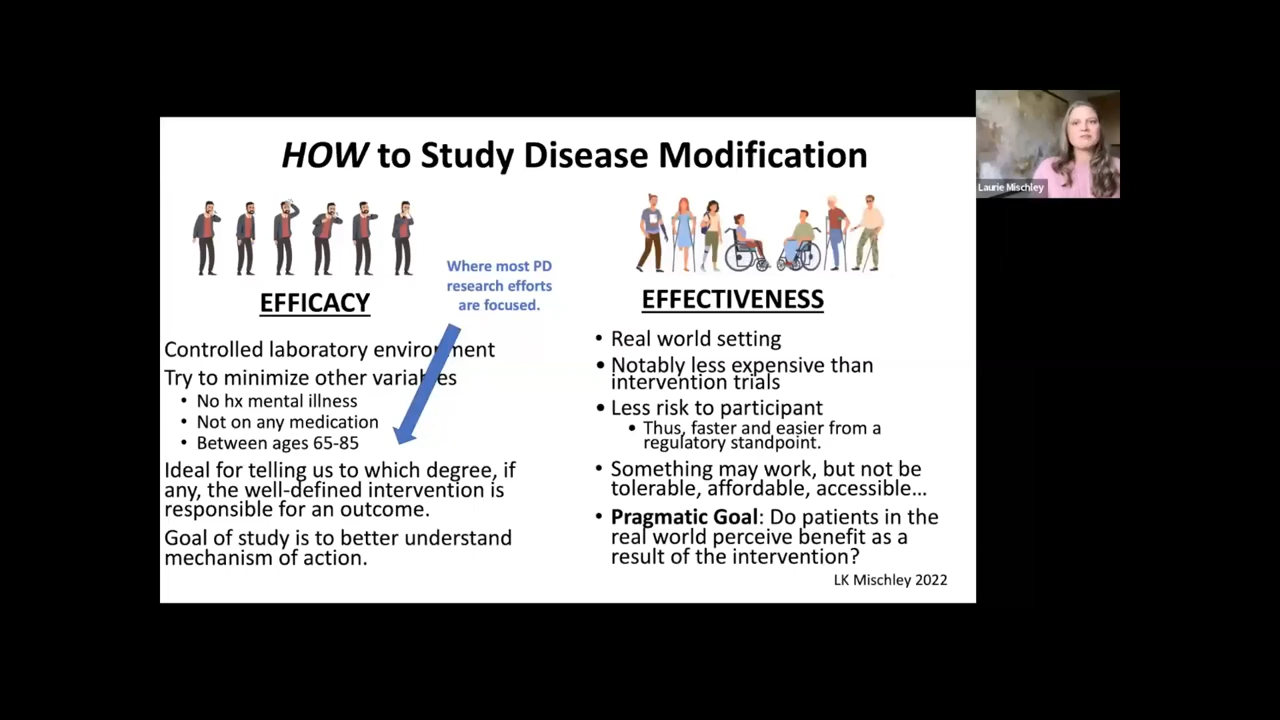 HOW to Study Disease Modification
Laurie Mischley
Where most PD
research efforts
are focused.
EFFICACY
Controlled laboratory environment
Try to minimize other variables
• No hx mental illness
• Not on any medication
• Between ages 65-85
Ideal for telling us to which degree, if
any, the well-defined intervention is
responsible for an outcome.
Goal of study is to better understand
mechanism of action.
EFFECTIVENESS
• Real world setting
• Notably less expensive than
intervention trials
• Less risk to participant
• Thus, faster and easier from a
regulatory standpoint.
• Something may work, but not be
tolerable, affordable, accessible...
• Pragmatic Goal: Do patients in the
real world perceive benefit as a
result of the intervention?
LK Mischley 2022